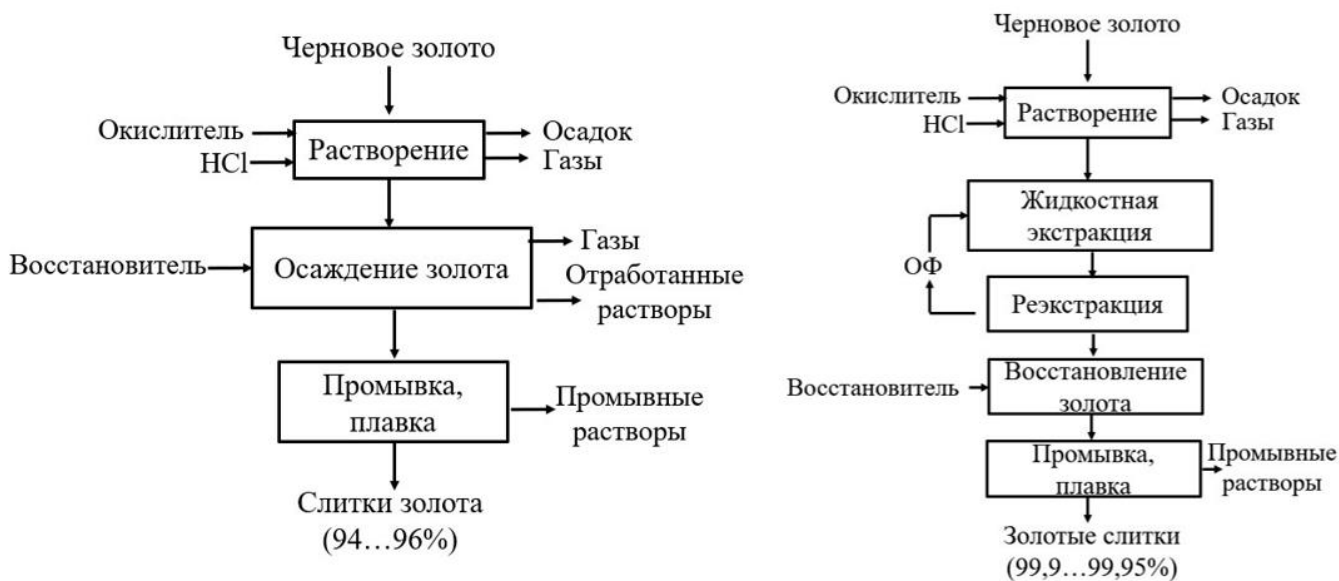 Черновое золото
Окислитель
HCl
Растворение
Осадок
Газы
Восстановитель
Осаждение золота
Газы
Отработанные
растворы
Промывка,
плавка
Промывные
растворы
Слитки золота
(94...96%)
Черновое золото
Окислитель
HCl
Растворение
Осадок
Газы
Жидкостная
экстракция
ОФ
Реэкстракция
Восстановитель
Восстановление
золота
Промывка,
плавка
Промывные
растворы
Золотые слитки
(99,9...99,95%)